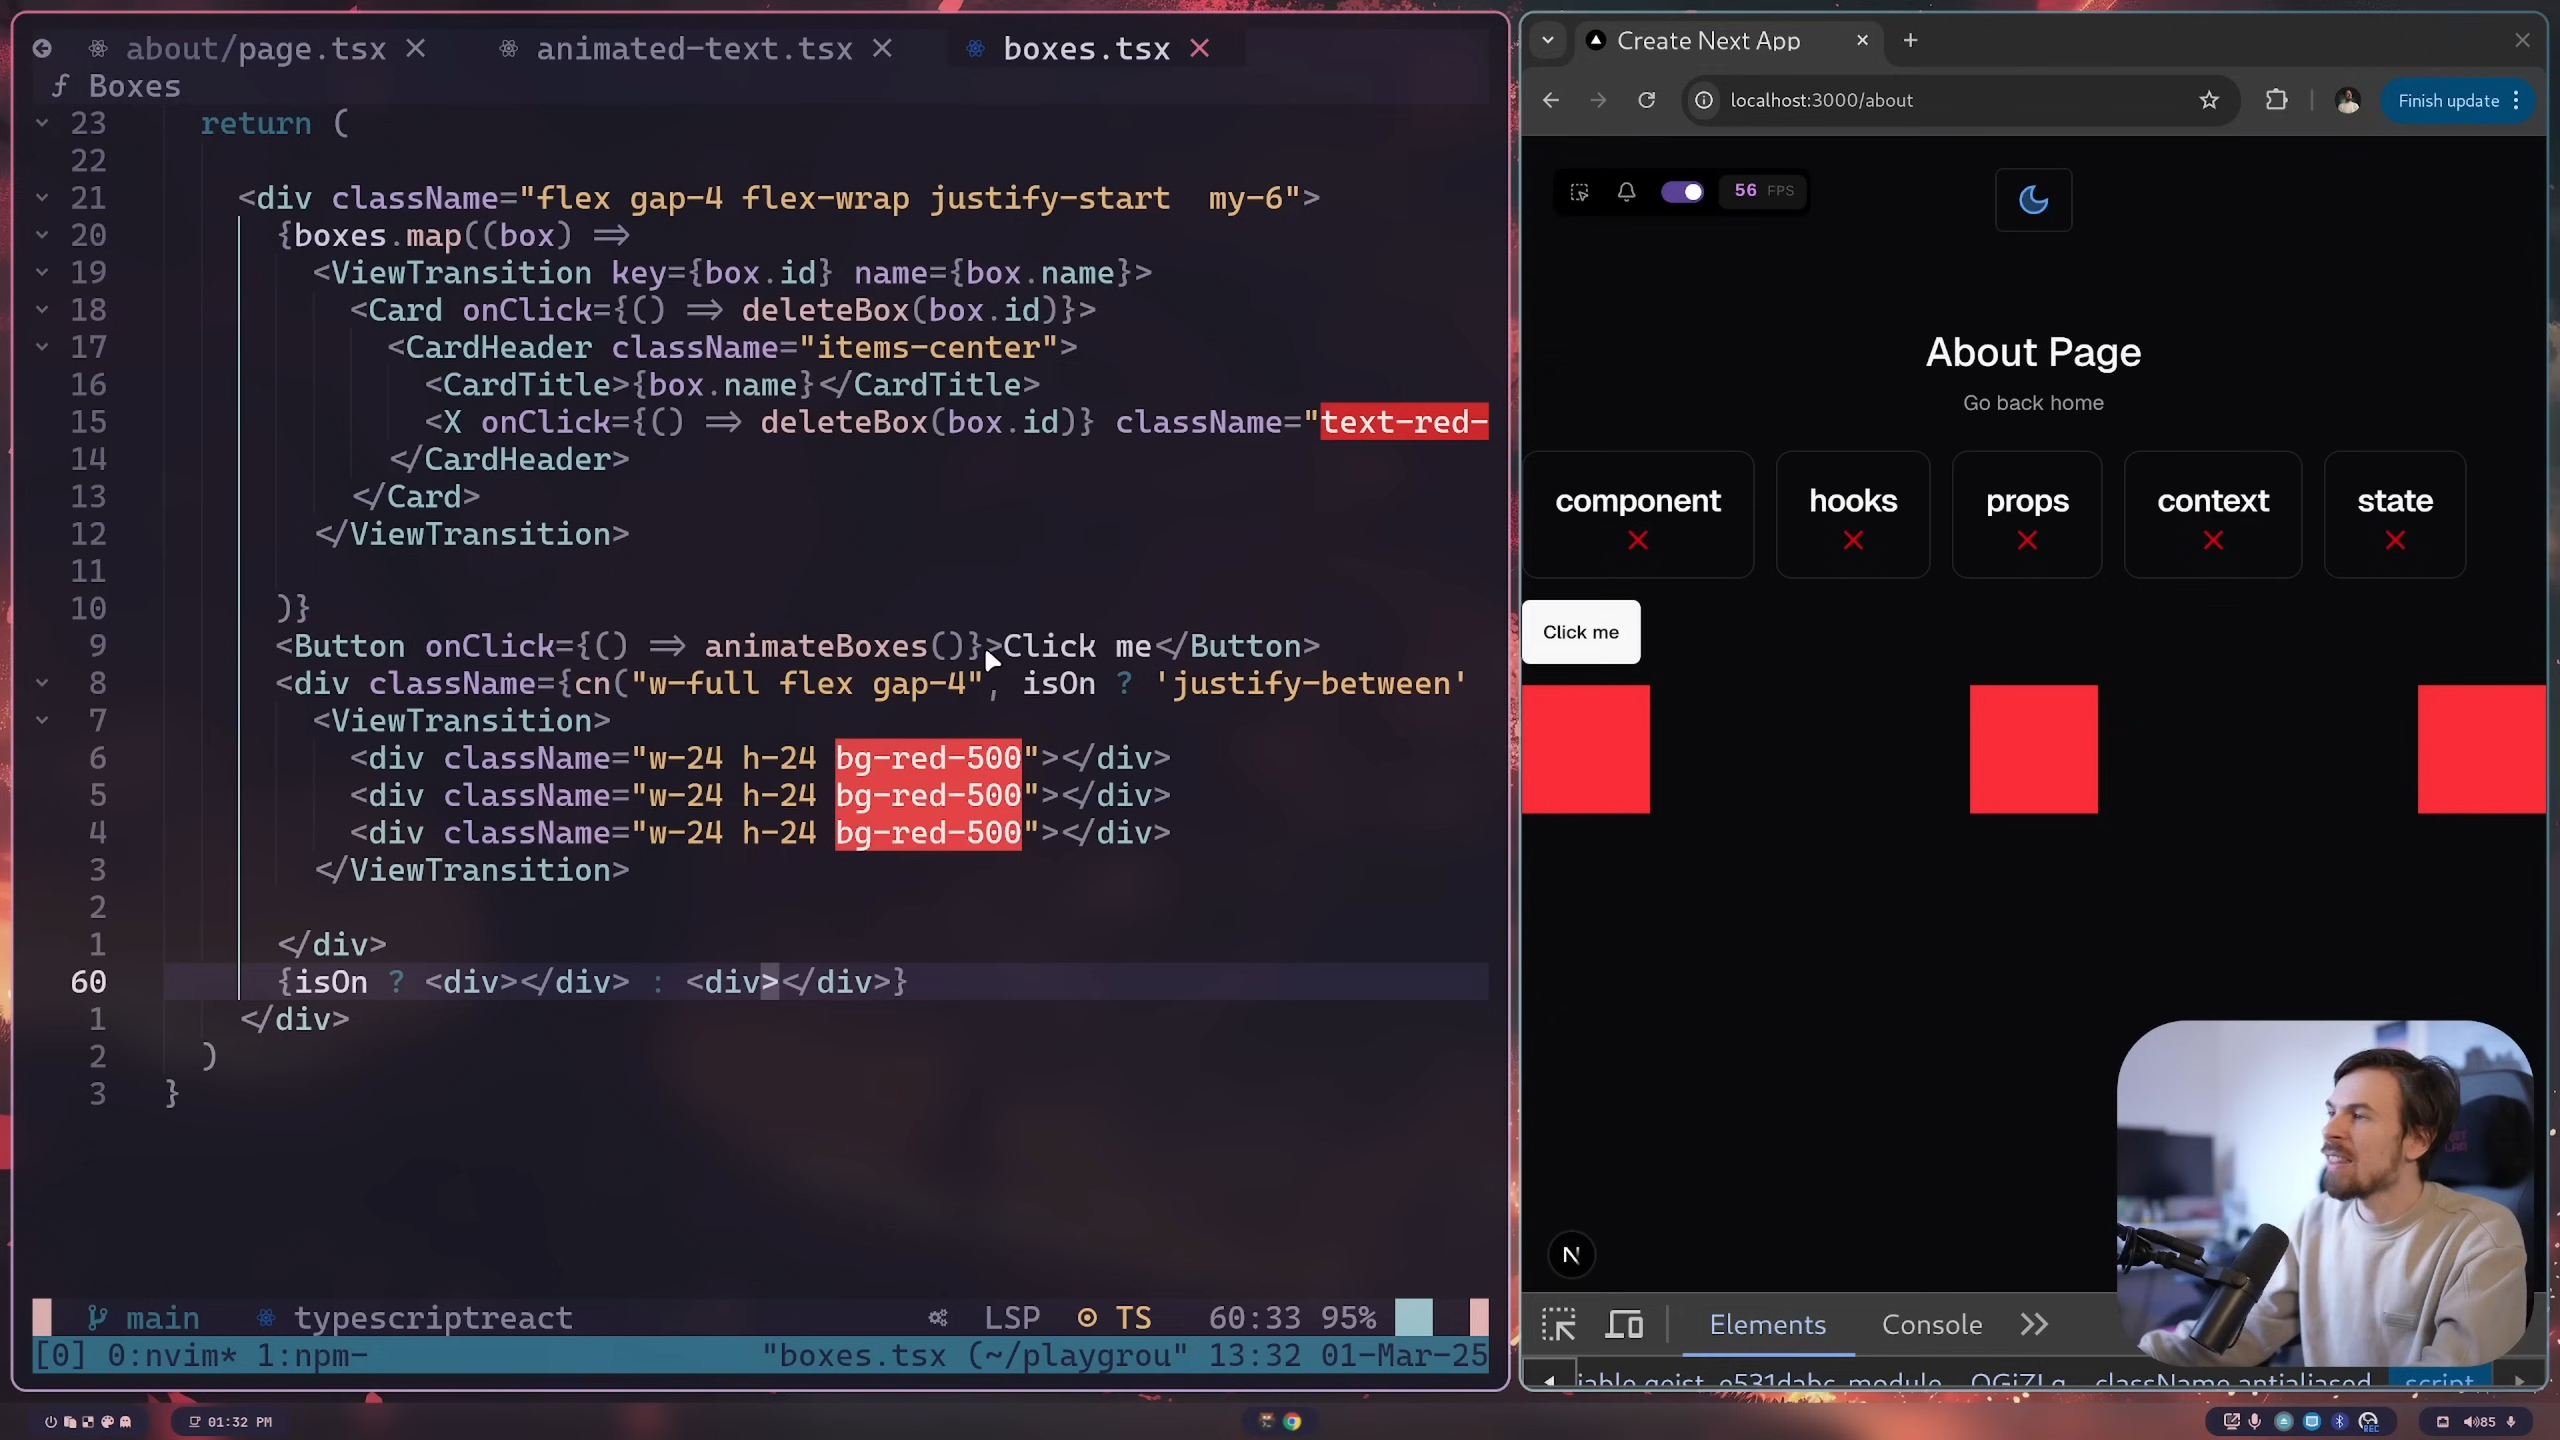 about/page.tsx
animated-text.tsx
boxes.tsx
Boxes
23 return (
22
21 <div className="flex gap-4 flex-wrap justify-start  my-6">
20 {boxes.map((box) =>
19 <ViewTransition key={box.id} name={box.name}>
18 <Card onClick={() => deleteBox(box.id)}>
17 <CardHeader className="items-center">
16 <CardTitle>{box.name}</CardTitle>
15 <X onClick={() => deleteBox(box.id)} className="text-red-
14 </CardHeader>
13 </Card>
12 </ViewTransition>
11
10 )}
9 <Button onClick={() => animateBoxes()}>Click me</Button>
8 <div className={cn("w-full flex gap-4", isOn ? 'justify-between'
7 <ViewTransition>
6 <div className="w-24 h-24 bg-red-500"></div>
5 <div className="w-24 h-24 bg-red-500"></div>
4 <div className="w-24 h-24 bg-red-500"></div>
3 </ViewTransition>
2
1 </div>
60 {isOn ? <div></div> : <div></div>}
1 </div>
2 )
3 }
main typescriptreact LSP TS 60:33 95%
[0] 0:nvim* 1:npm- "boxes.tsx (~/playgrou" 13:32 01-Mar-25
01:32 PM
Create Next App
localhost:3000/about
Finish update
56 FPS
About Page
Go back home
component
hooks
props
context
state
Click me
N
Elements
Console
85